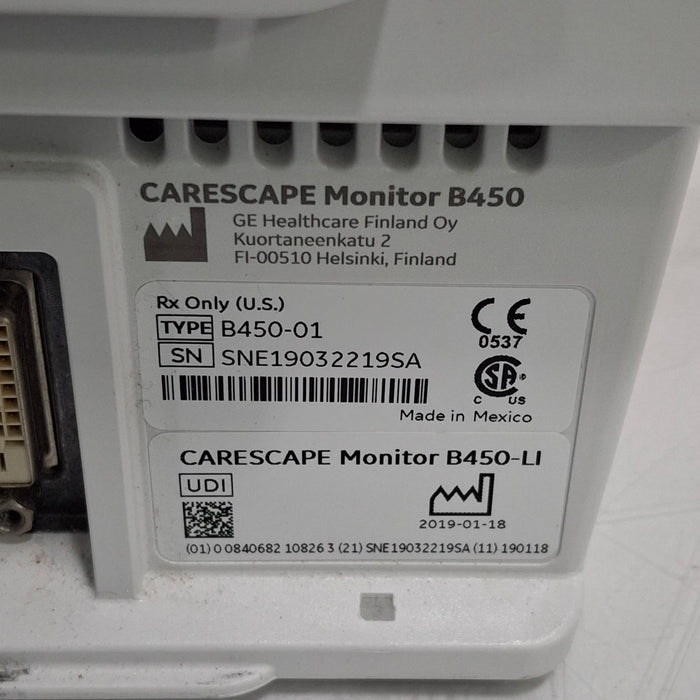 CARESCAPE Monitor B450
GE Healthcare Finland Oy
Kuortaneenkatu 2
FI-00510 Helsinki, Finland
Rx Only (U.S.)
TYPE B450-01
SN SNE19032219SA
CE
0537
CSA®
C US
Made in Mexico
CARESCAPE Monitor B450-LI
UDI
2019-01-18
(01) 0 0840682 10826 3 (21) SNE19032219SA (11) 190118